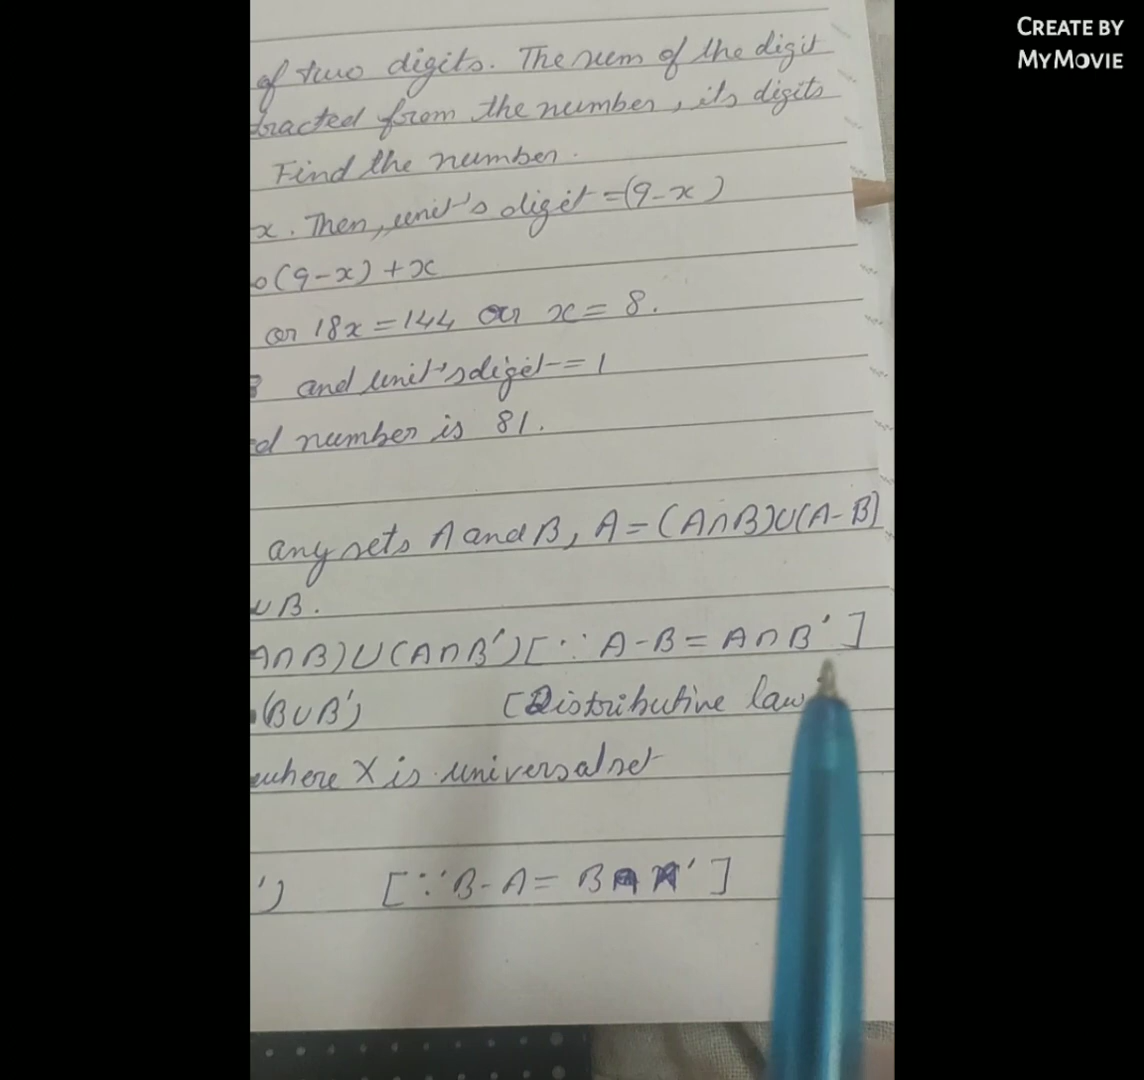 CREATE BY
MYMOVIE
of two digits. The sum of the digit
tracted from the number, its digits
Find the number.
x. Then, unit's digit = (9-x)
0(9-x) + x
or 18x = 144 or x = 8.
and unit's digit = 1
d number is 81.
any sets A and B, A = (A∩B)∪(A-B)
∪B.
A∩B)∪(A∩B') [∵ A-B = A∩B']
(B∪B') [Distributive law
where X is universal set
') [∵ B-A = B∩A']